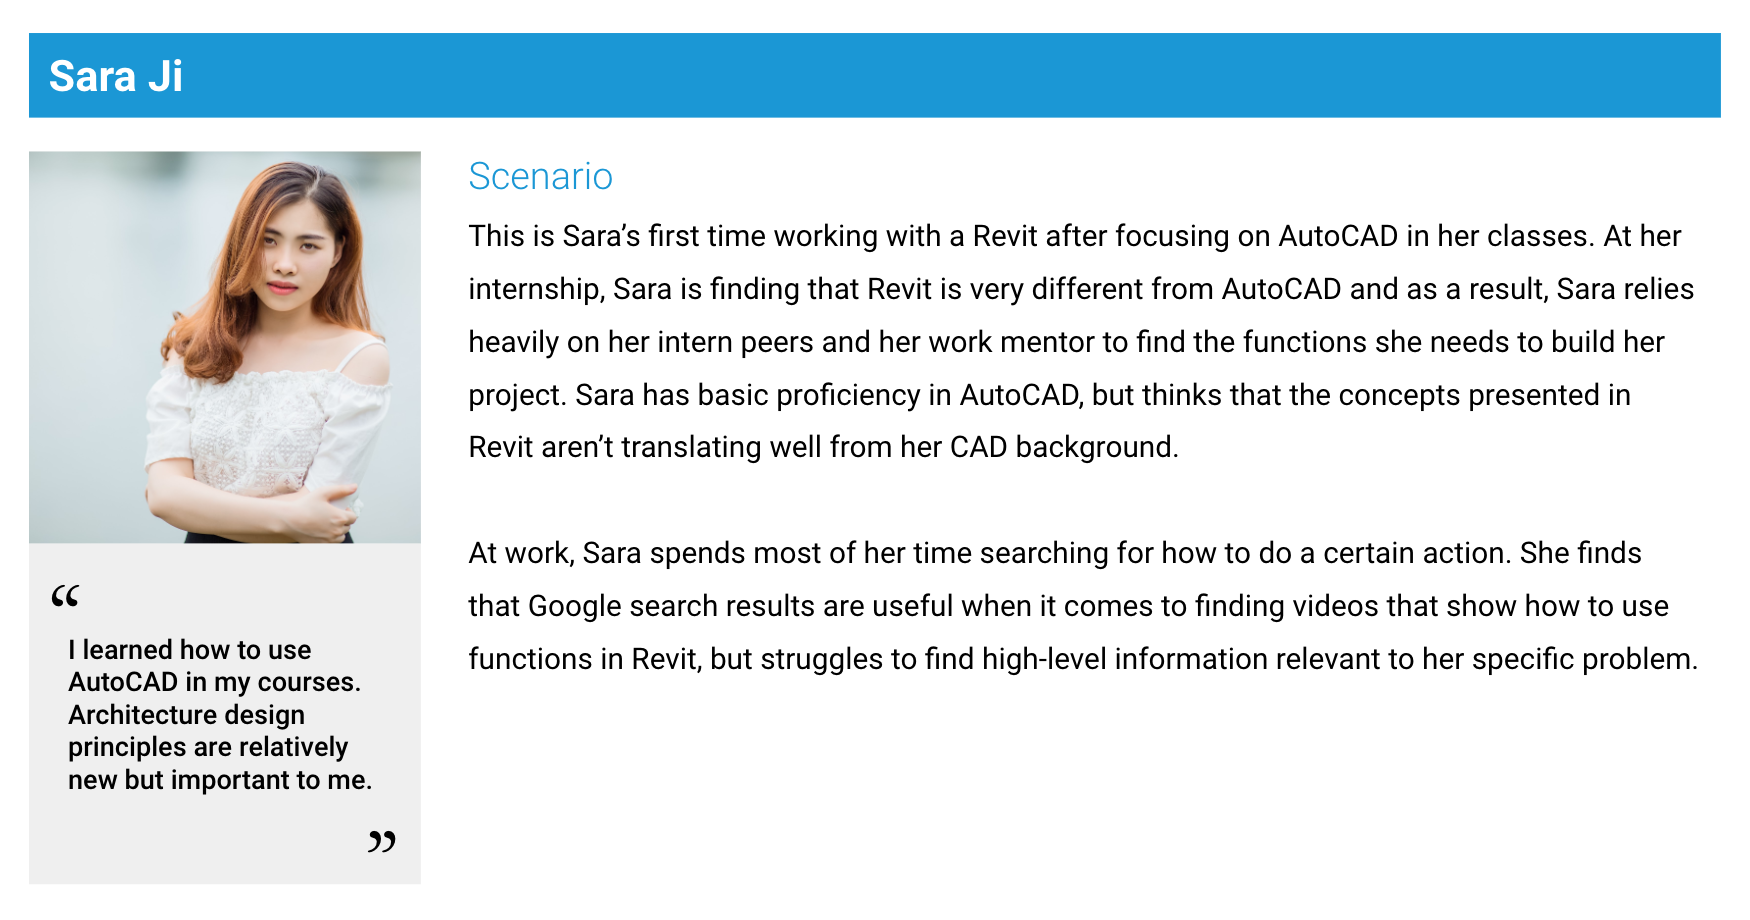 Sara Ji
Scenario
This is Sara’s first time working with a Revit after focusing on AutoCAD in her classes. At her
internship, Sara is finding that Revit is very different from AutoCAD and as a result, Sara relies
heavily on her intern peers and her work mentor to find the functions she needs to build her
project. Sara has basic proficiency in AutoCAD, but thinks that the concepts presented in
Revit aren’t translating well from her CAD background.
At work, Sara spends most of her time searching for how to do a certain action. She finds
that Google search results are useful when it comes to finding videos that show how to use
functions in Revit, but struggles to find high-level information relevant to her specific problem.
“
I learned how to use
AutoCAD in my courses.
Architecture design
principles are relatively
new but important to me.
”